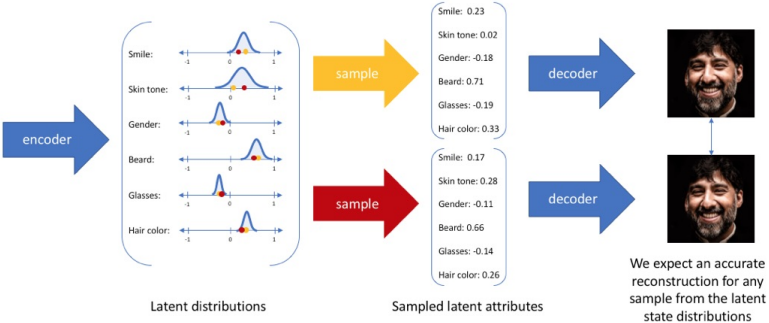 encoder
Smile:
-1 0 1
Skin tone:
-1 0 1
Gender:
-1 0 1
Beard:
-1 0 1
Glasses:
-1 0 1
Hair color:
-1 0 1
Latent distributions
sample
sample
Smile: 0.23
Skin tone: 0.02
Gender: -0.18
Beard: 0.71
Glasses: -0.19
Hair color: 0.33
Smile: 0.17
Skin tone: 0.28
Gender: -0.11
Beard: 0.66
Glasses: -0.14
Hair color: 0.26
Sampled latent attributes
decoder
decoder
We expect an accurate
reconstruction for any
sample from the latent
state distributions